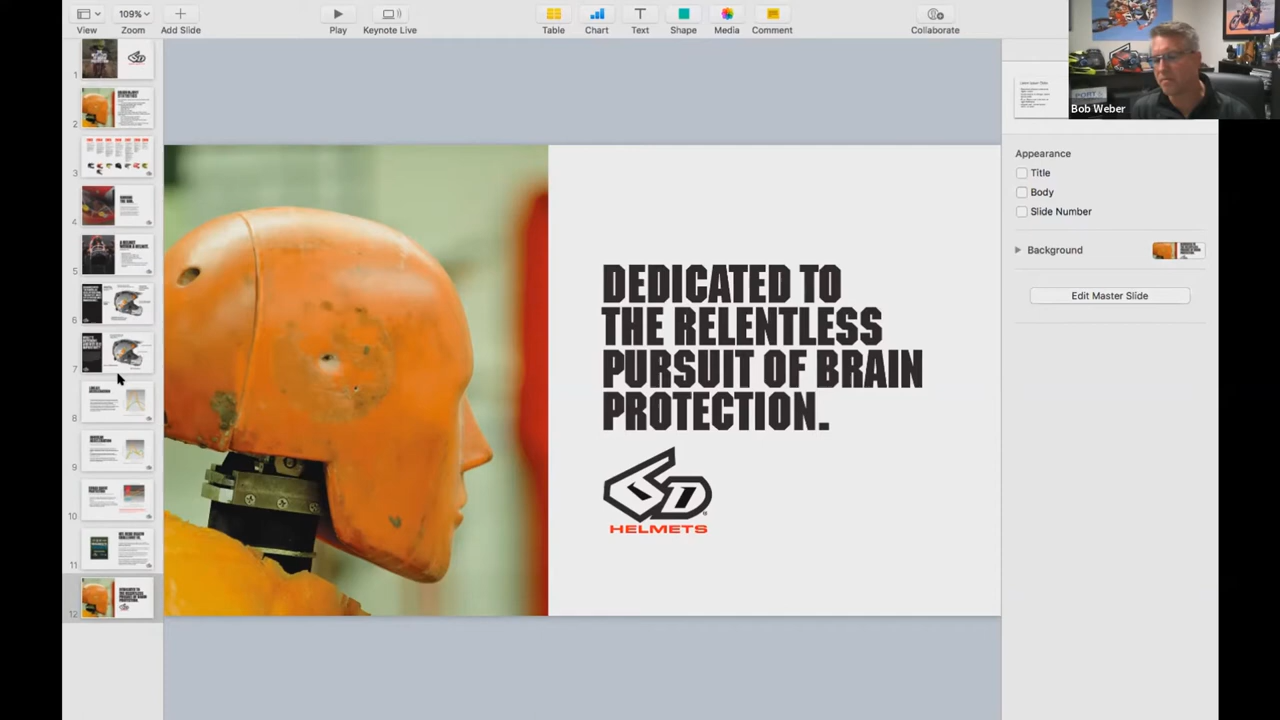 109%
View
Zoom
Add Slide
Play
Keynote Live
Table
Chart
Text
Shape
Media
Comment
Collaborate
Bob Weber
Appearance
Title
Body
Slide Number
Background
Edit Master Slide
DEDICATED TO
THE RELENTLESS
PURSUIT OF BRAIN
PROTECTION.
6D
HELMETS
1
2
3
4
5
6
7
8
9
10
11
12